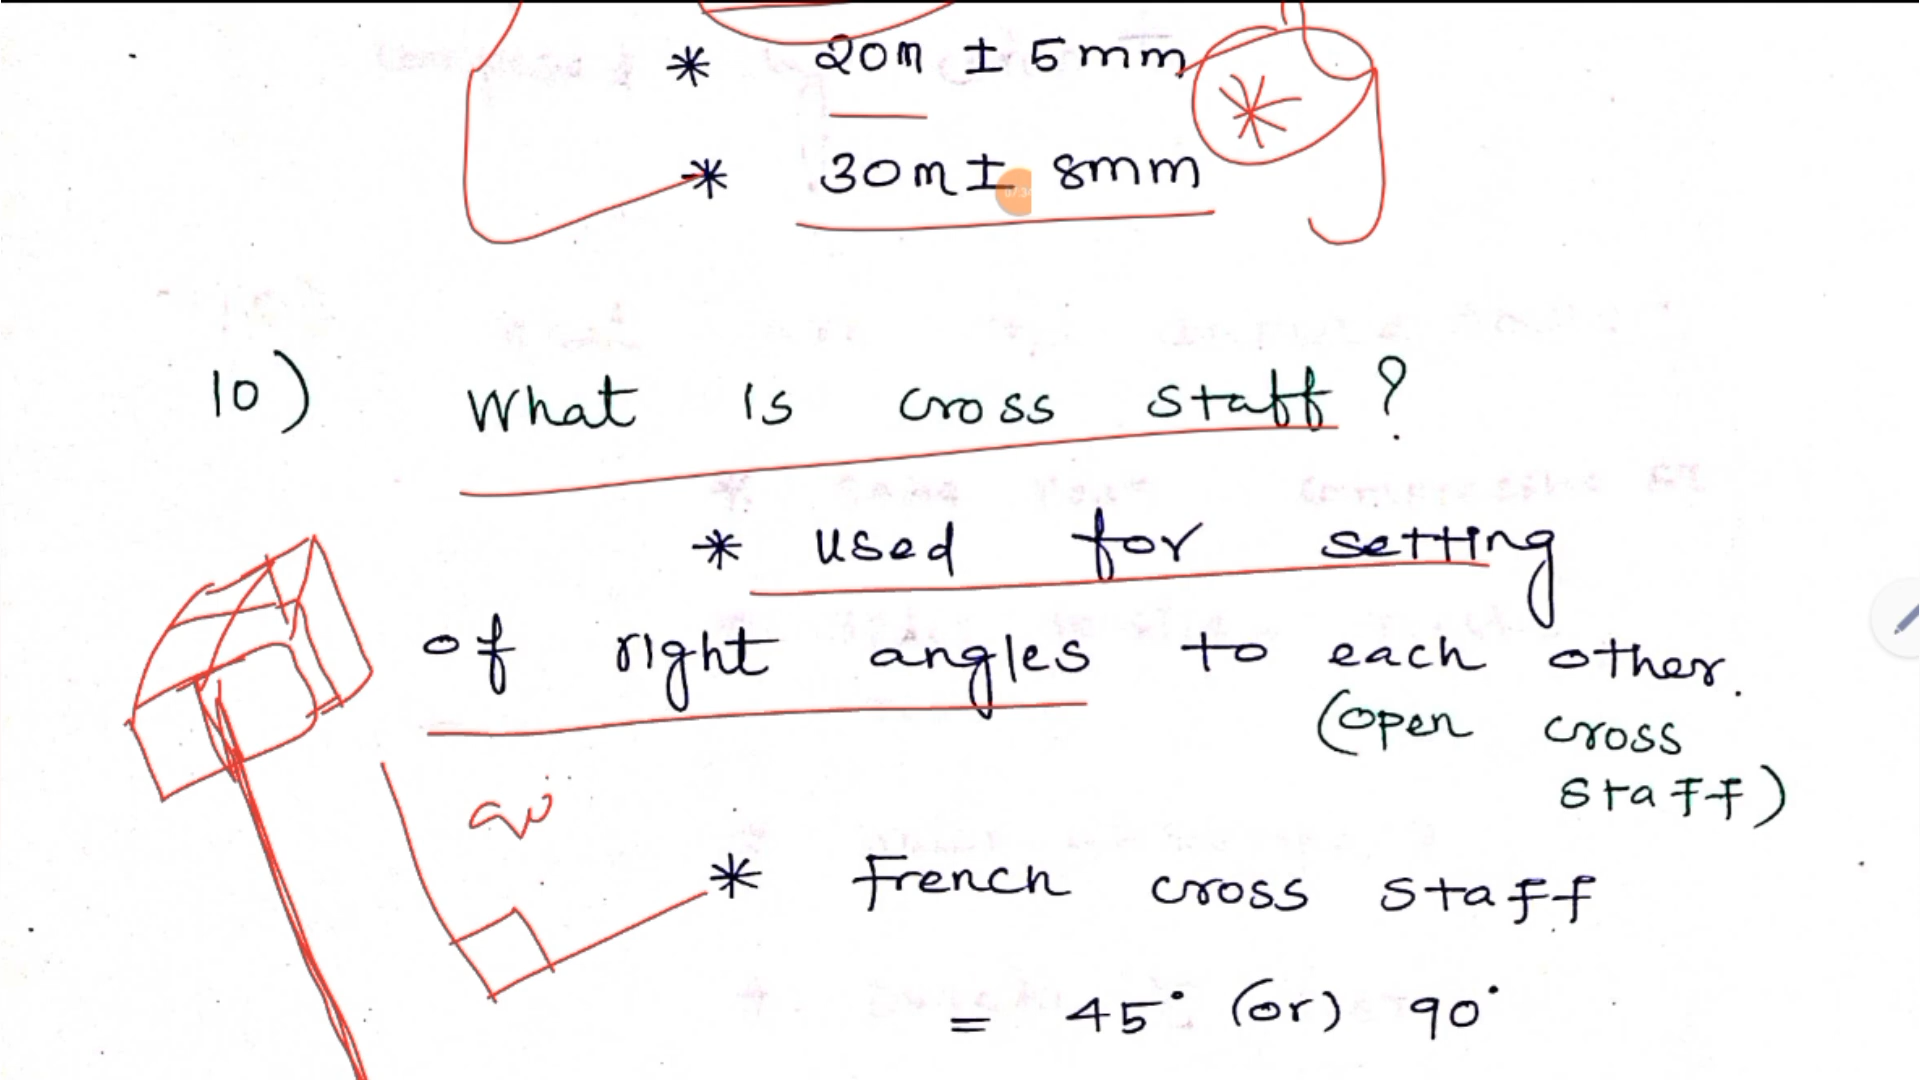 * 20m ± 5mm
* 30m ± 8mm
10) What is cross staff?
* used for setting
of right angles to each other.
(open cross
staff)
* French cross staff
= 45° (or) 90°